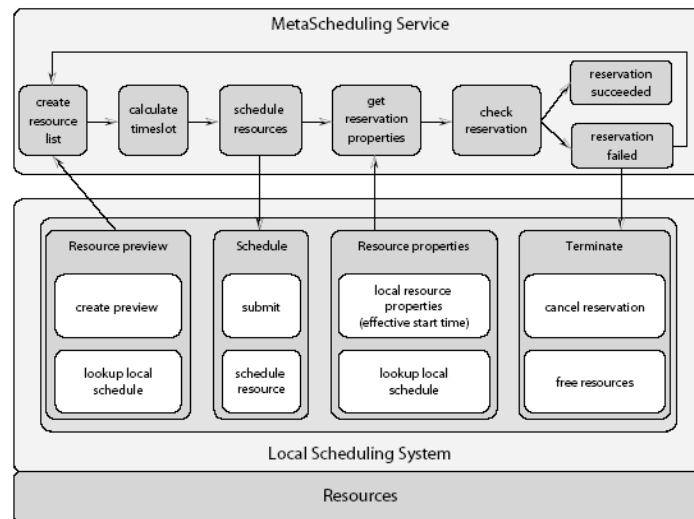 MetaScheduling Service
create
resource
list
calculate
timeslot
schedule
resources
get
reservation
properties
check
reservation
reservation
succeeded
reservation
failed
Resource preview
create preview
lookup local
schedule
Schedule
submit
schedule
resource
Resource properties
local resource
properties
(effective start time)
lookup local
schedule
Terminate
cancel reservation
free resources
Local Scheduling System
Resources